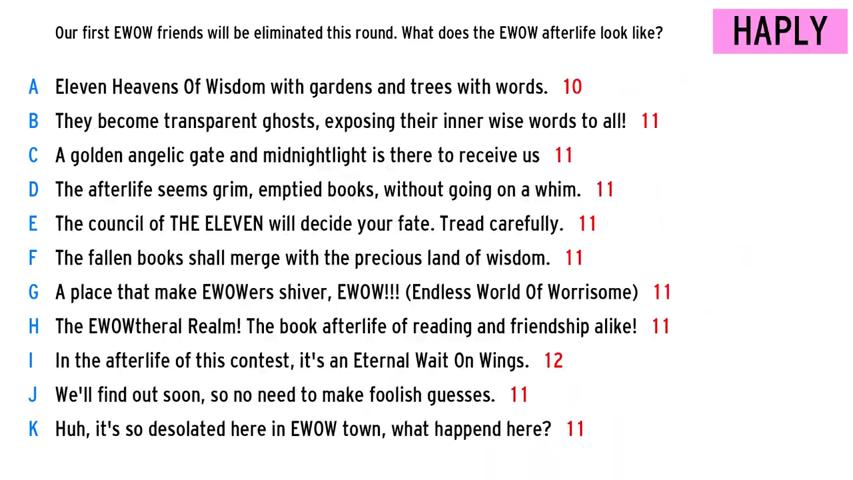 Our first EWOW friends will be eliminated this round. What does the EWOW afterlife look like?
HAPLY
A Eleven Heavens Of Wisdom with gardens and trees with words. 10
B They become transparent ghosts, exposing their inner wise words to all! 11
C A golden angelic gate and midnightlight is there to receive us 11
D The afterlife seems grim, emptied books, without going on a whim. 11
E The council of THE ELEVEN will decide your fate. Tread carefully. 11
F The fallen books shall merge with the precious land of wisdom. 11
G A place that make EWOWers shiver, EWOW!!! (Endless World Of Worrisome) 11
H The EWOWtheral Realm! The book afterlife of reading and friendship alike! 11
I In the afterlife of this contest, it's an Eternal Wait On Wings. 12
J We'll find out soon, so no need to make foolish guesses. 11
K Huh, it's so desolated here in EWOW town, what happend here? 11